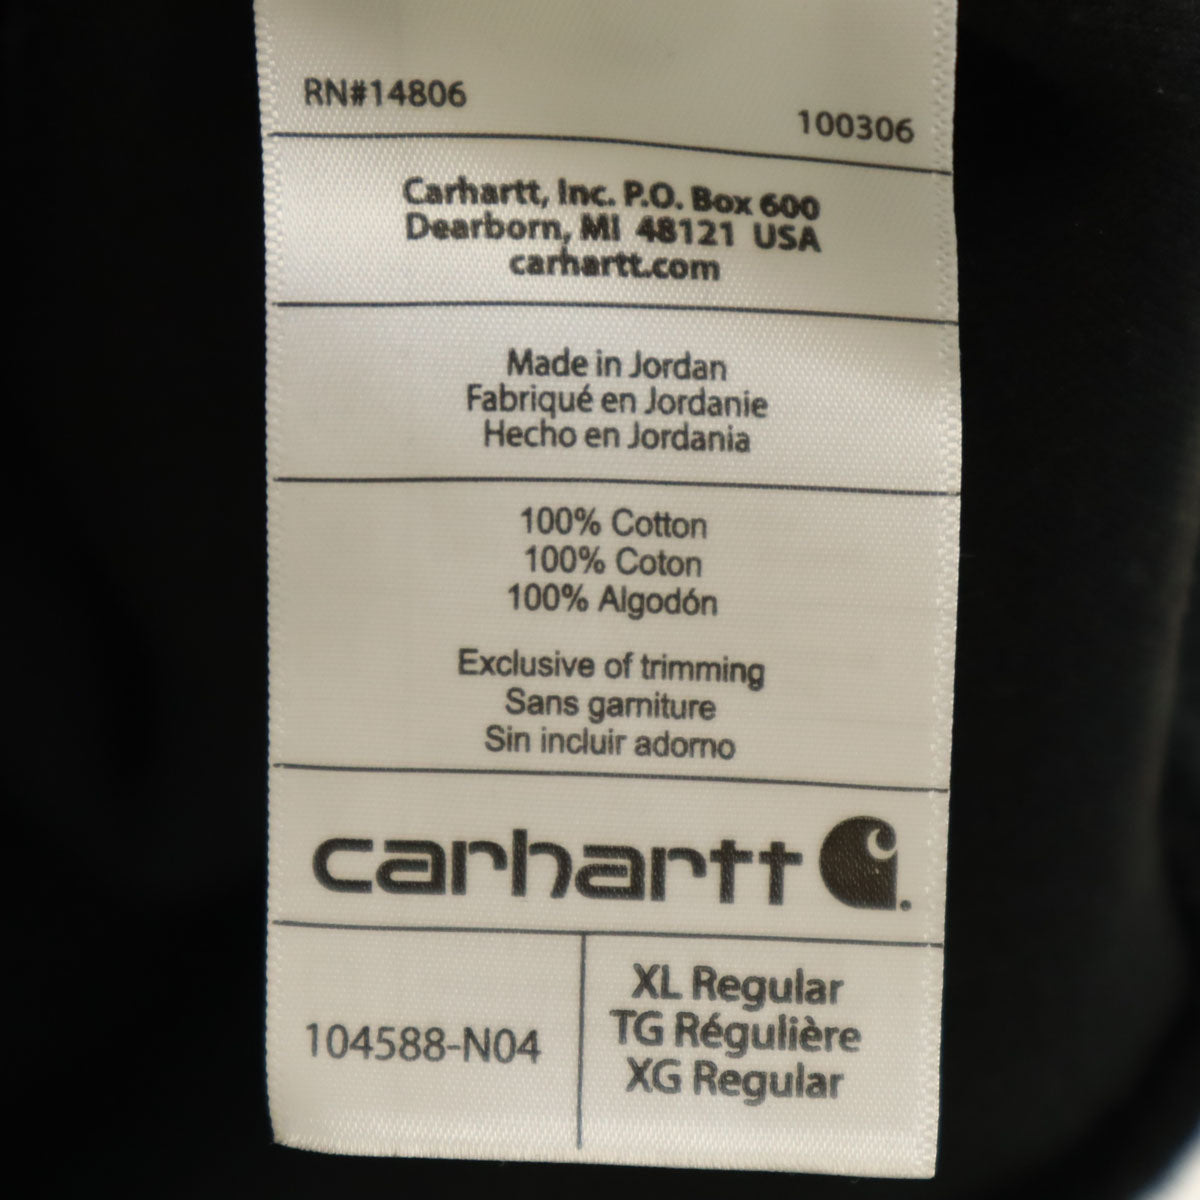 RN#14806
100306
Carhartt, Inc. P.O. Box 600
Dearborn, MI 48121 USA
carhartt.com
Made in Jordan
Fabriqué en Jordanie
Hecho en Jordania
100% Cotton
100% Coton
100% Algodón
Exclusive of trimming
Sans garniture
Sin incluir adorno
carhartt
104588-N04
XL Regular
TG Régulière
XG Regular